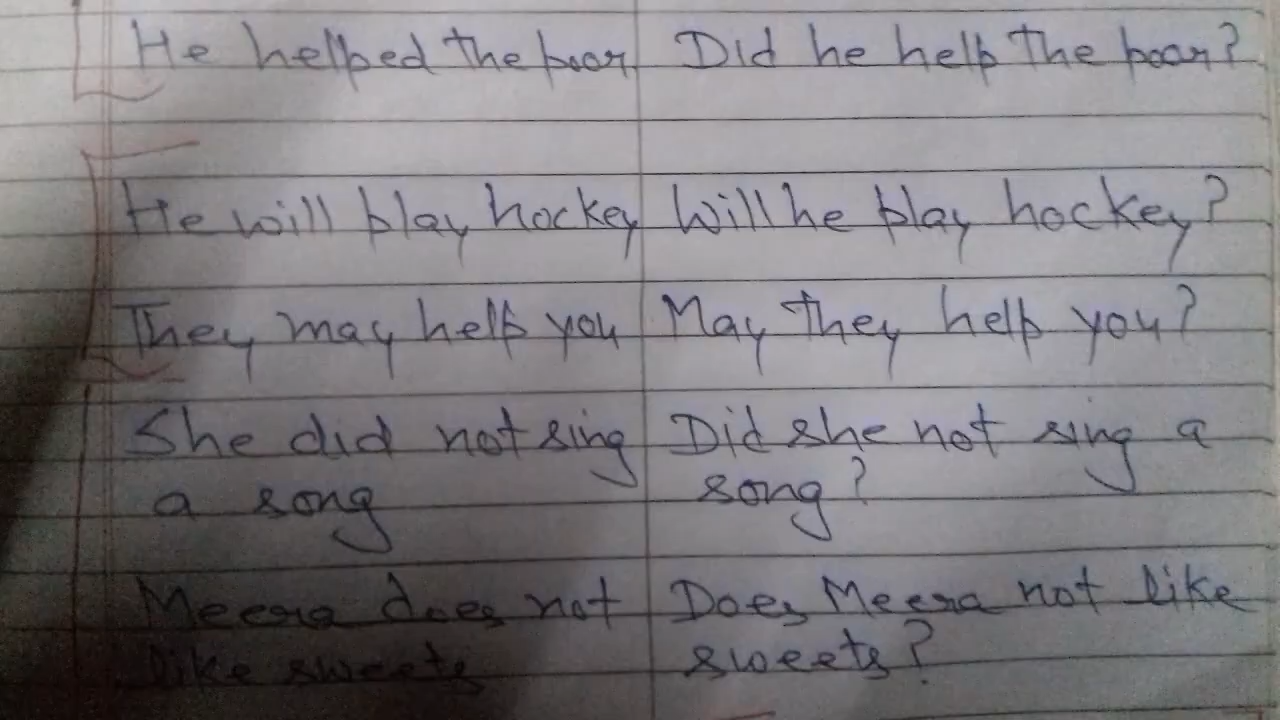 He helped the poor Did he help the poor?
He will play hockey Will he play hockey?
They may help you May they help you?
She did not sing Did she not sing a
a song song?
Meera does not Does Meera not like
like sweets sweets?